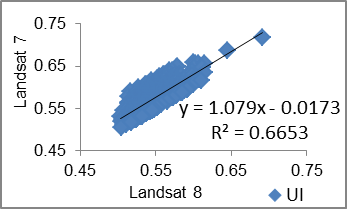 0.75
0.65
0.55
0.45
Landsat 7
y = 1.079x - 0.0173
R² = 0.6653
0.45 0.55 0.65 0.75
Landsat 8
UI